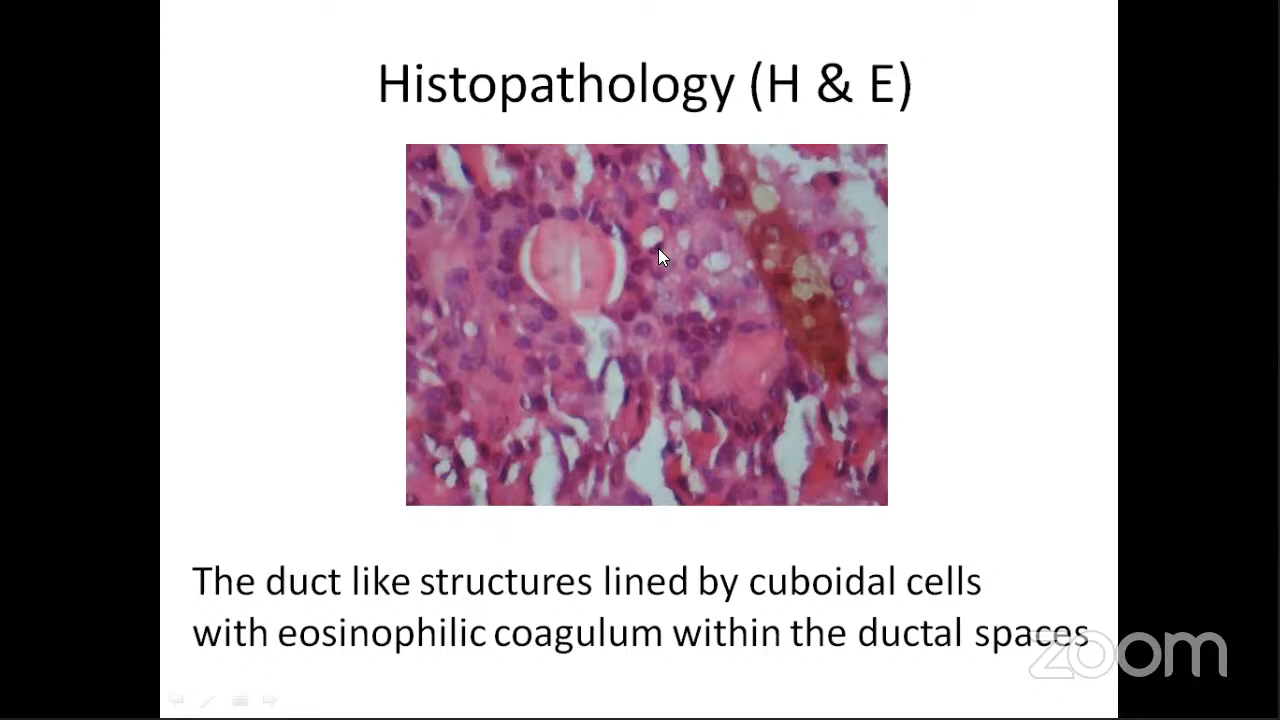 Histopathology (H & E)
The duct like structures lined by cuboidal cells
with eosinophilic coagulum within the ductal spaces
zoom